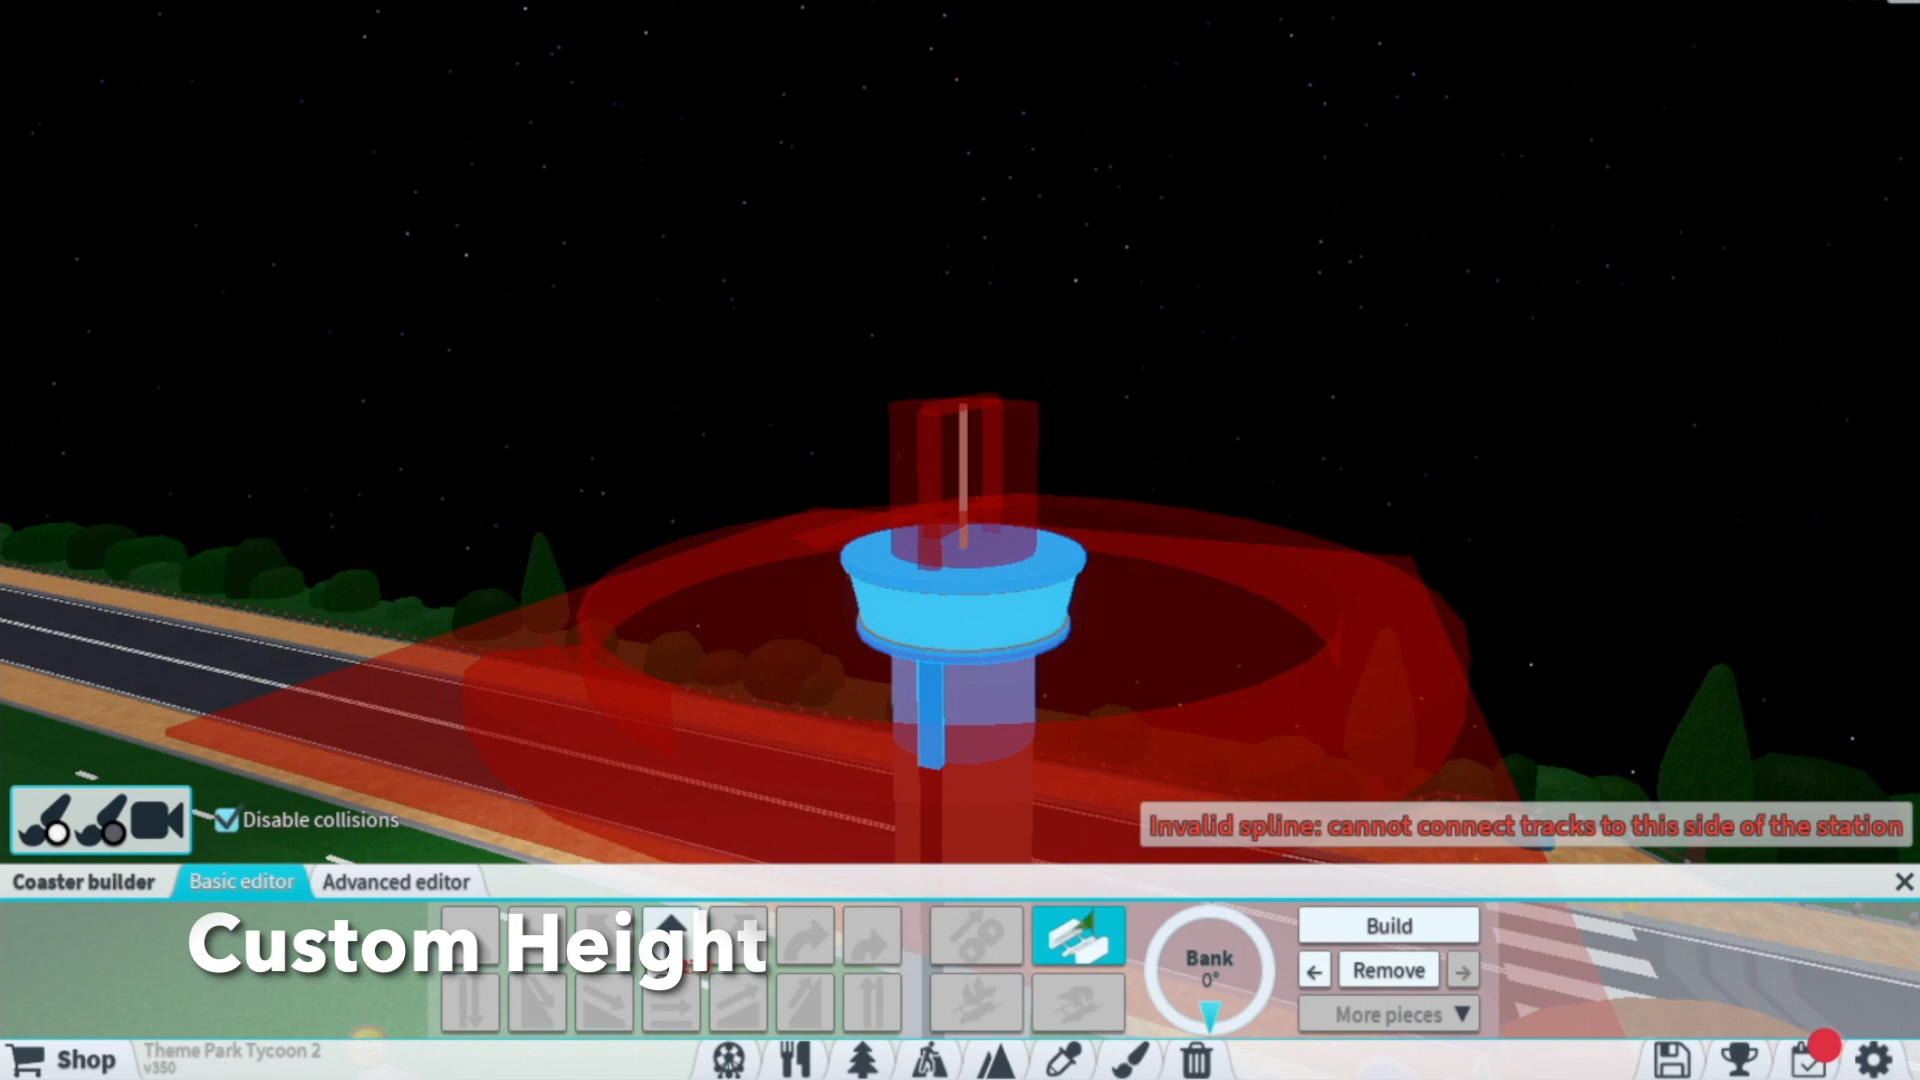 Disable collisions
Invalid spline: cannot connect tracks to this side of the station
Coaster builder
Basic editor
Advanced editor
Custom Height
Bank
0°
Build
Remove
More pieces
Shop
Theme Park Tycoon 2
v350